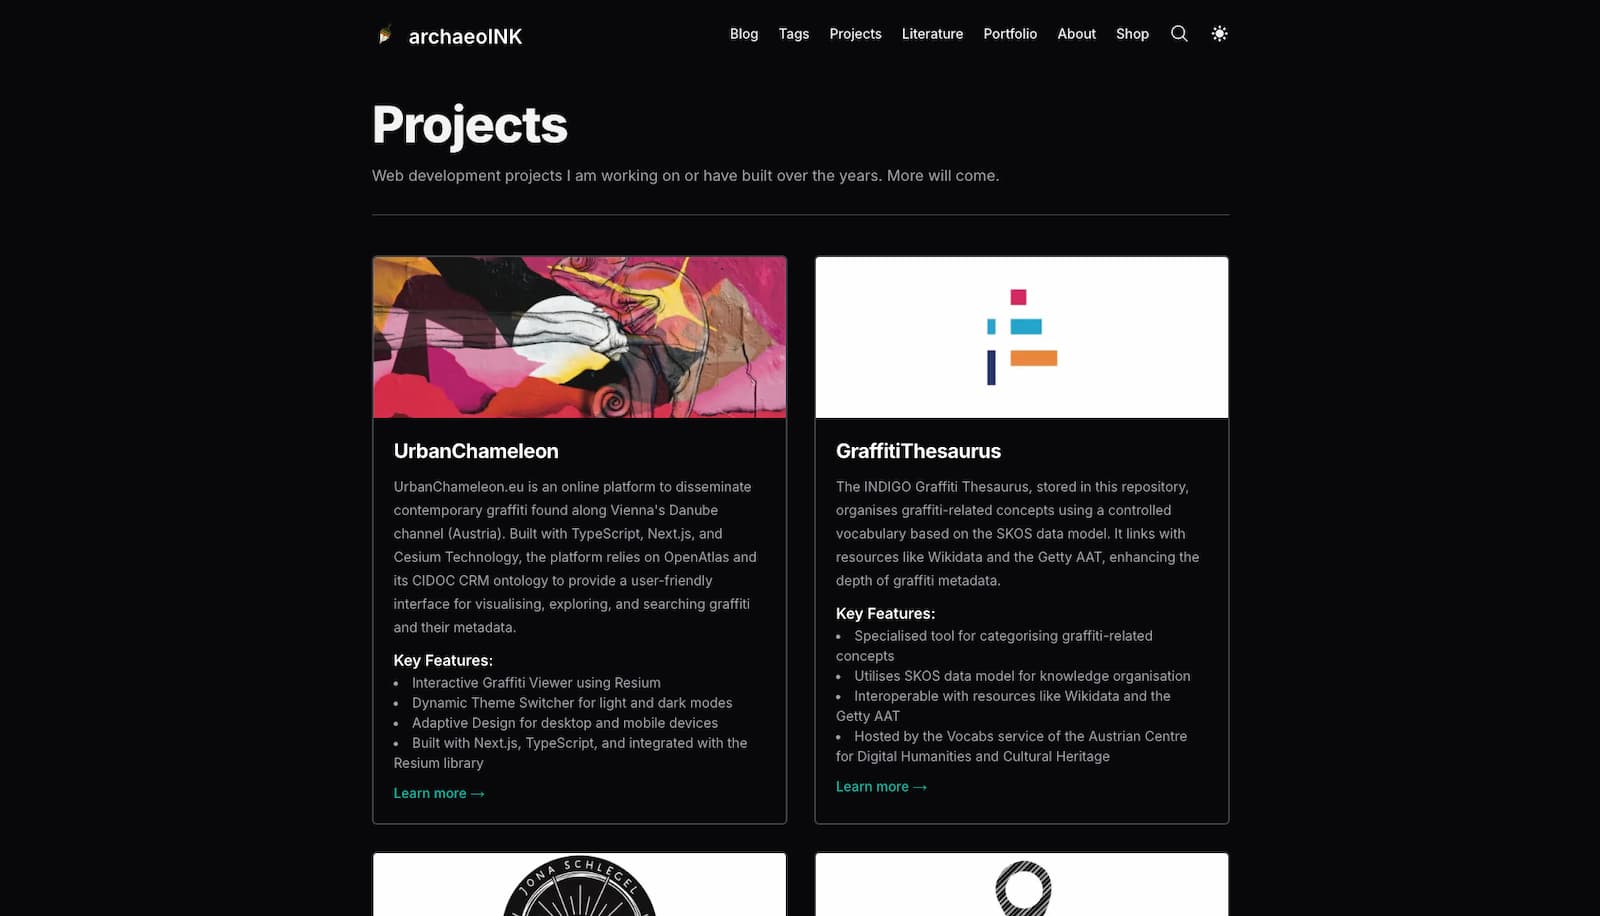 archaeoINK
Blog Tags Projects Literature Portfolio About Shop
Projects
Web development projects I am working on or have built over the years. More will come.
UrbanChameleon
UrbanChameleon.eu is an online platform to disseminate
contemporary graffiti found along Vienna's Danube
channel (Austria). Built with TypeScript, Next.js, and
Cesium Technology, the platform relies on OpenAtlas and
its CIDOC CRM ontology to provide a user-friendly
interface for visualising, exploring, and searching graffiti
and their metadata.
Key Features:
• Interactive Graffiti Viewer using Resium
• Dynamic Theme Switcher for light and dark modes
• Adaptive Design for desktop and mobile devices
• Built with Next.js, TypeScript, and integrated with the
Resium library
Learn more →
GraffitiThesaurus
The INDIGO Graffiti Thesaurus, stored in this repository,
organises graffiti-related concepts using a controlled
vocabulary based on the SKOS data model. It links with
resources like Wikidata and the Getty AAT, enhancing the
depth of graffiti metadata.
Key Features:
• Specialised tool for categorising graffiti-related
concepts
• Utilises SKOS data model for knowledge organisation
• Interoperable with resources like Wikidata and the
Getty AAT
• Hosted by the Vocabs service of the Austrian Centre
for Digital Humanities and Cultural Heritage
Learn more →
JONA SCHLEGEL